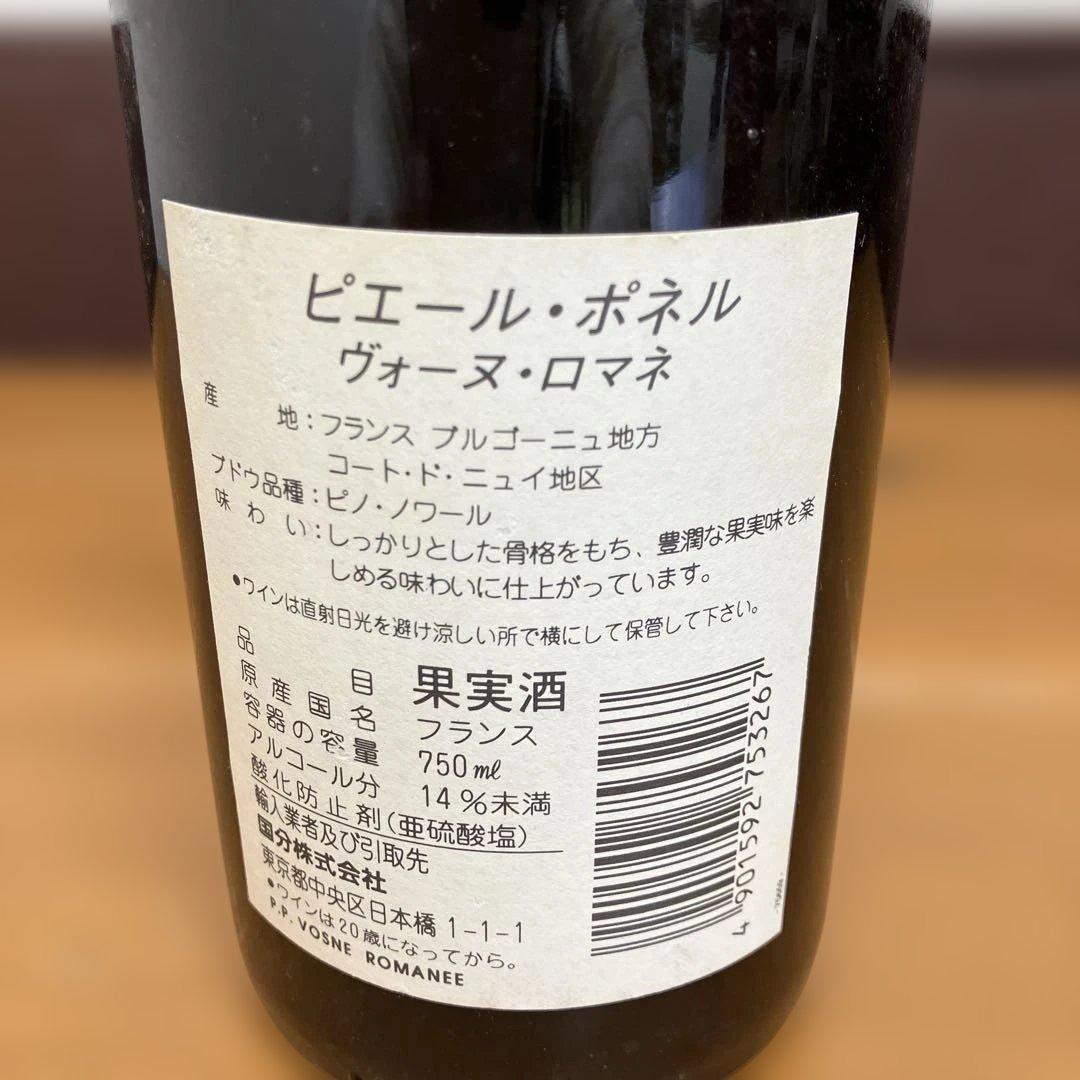 ピエール・ポネル
ヴォーヌ・ロマネ
産地：フランス ブルゴーニュ地方
コート・ド・ニュイ地区
ブドウ品種：ピノ・ノワール
味わい：しっかりとした骨格をもち、豊潤な果実味を楽
しめる味わいに仕上がっています。
●ワインは直射日光を避け涼しい所で横にして保管して下さい。
品目 果実酒
原産国名 フランス
容器の容量 750ml
アルコール分 14%未満
酸化防止剤(亜硫酸塩)
輸入業者及び引取先
国分株式会社
東京都中央区日本橋1-1-1
●ワインは20歳になってから。
P.P. VOSNE ROMANEE
4 901592 753267